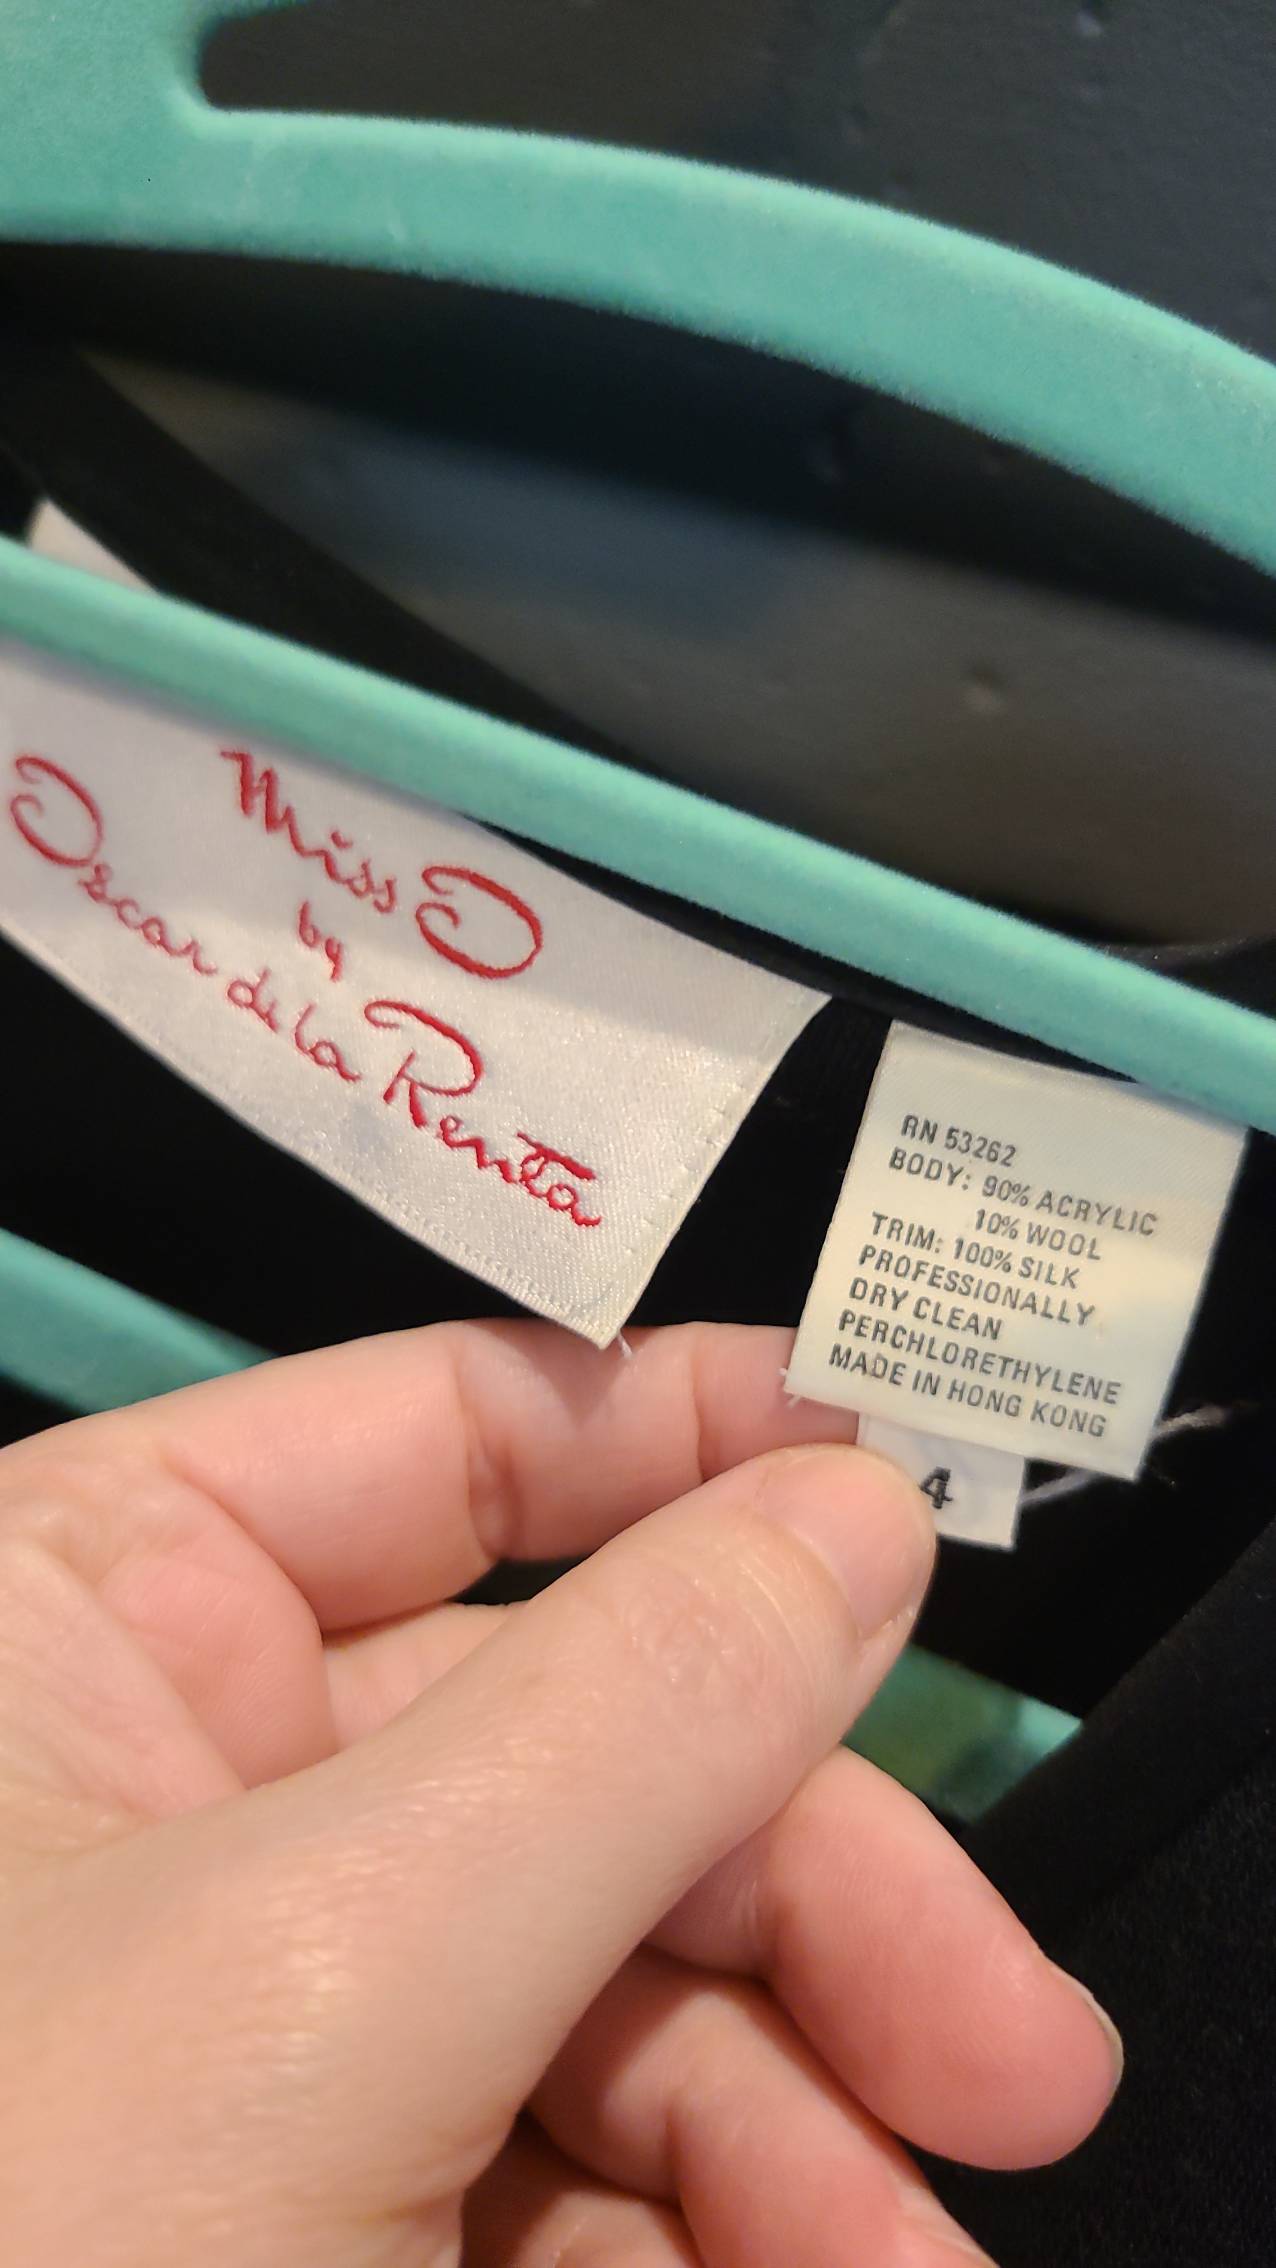 Miss O
by
Oscar de la Renta
RN 53262
BODY: 90% ACRYLIC
10% WOOL
TRIM: 100% SILK
PROFESSIONALLY
DRY CLEAN
PERCHLORETHYLENE
MADE IN HONG KONG
4